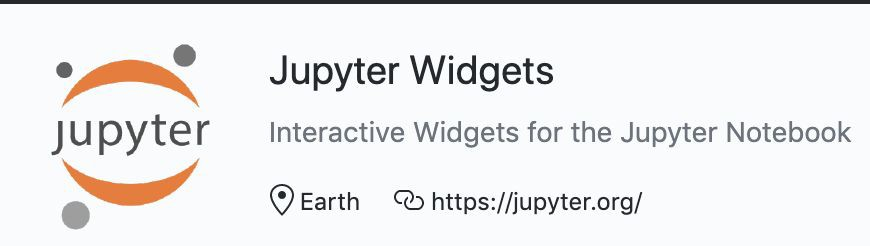 jupyter
Jupyter Widgets
Interactive Widgets for the Jupyter Notebook
Earth https://jupyter.org/